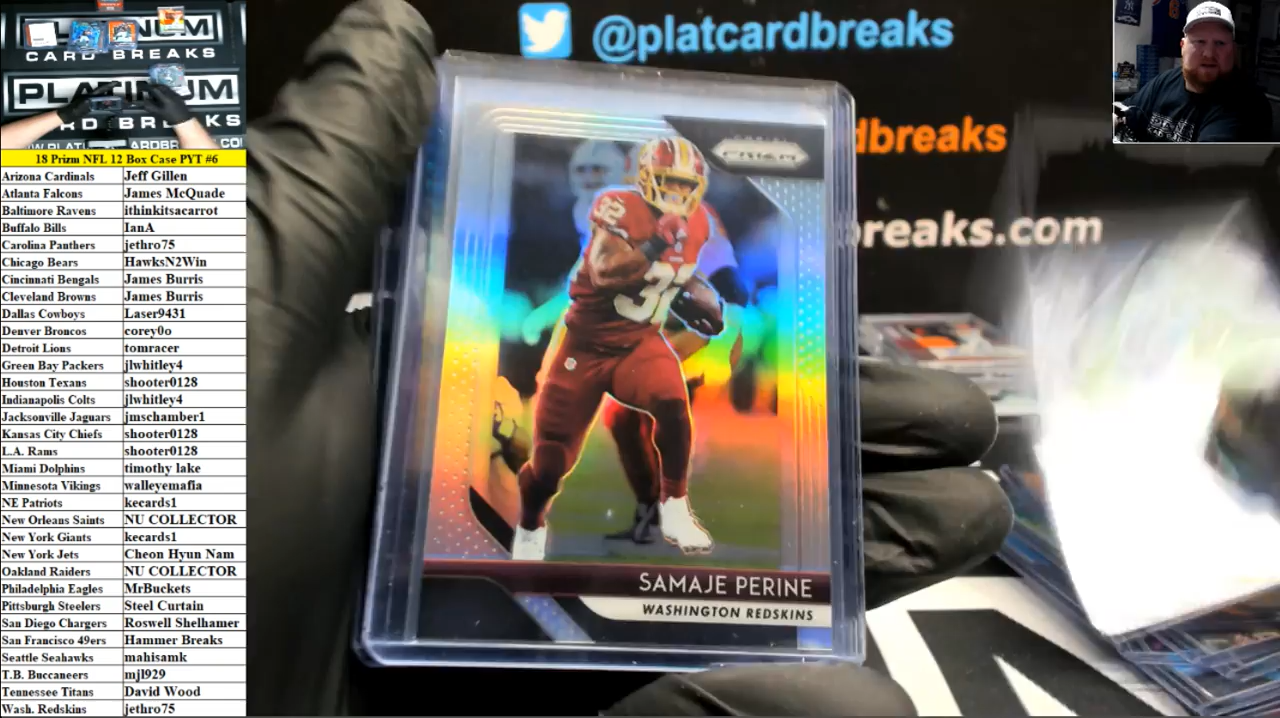 PLATINUM
CARD BREAKS
PLATINUM
CARD BREAKS
18 Prizm NFL 12 Box Case PYT #6
Arizona Cardinals Jeff Gillen
Atlanta Falcons James McQuade
Baltimore Ravens ithinkitsacarrot
Buffalo Bills IanA
Carolina Panthers jethro75
Chicago Bears HawksN2Win
Cincinnati Bengals James Burris
Cleveland Browns James Burris
Dallas Cowboys Laser9431
Denver Broncos corey0o
Detroit Lions tomracer
Green Bay Packers jlwhitley4
Houston Texans shooter0128
Indianapolis Colts jlwhitley4
Jacksonville Jaguars jmschamber1
Kansas City Chiefs shooter0128
L.A. Rams shooter0128
Miami Dolphins timothy lake
Minnesota Vikings walleyemafia
NE Patriots kecards1
New Orleans Saints NU COLLECTOR
New York Giants kecards1
New York Jets Cheon Hyun Nam
Oakland Raiders NU COLLECTOR
Philadelphia Eagles MrBuckets
Pittsburgh Steelers Steel Curtain
San Diego Chargers Roswell Shelhamer
San Francisco 49ers Hammer Breaks
Seattle Seahawks mahisamk
T.B. Buccaneers mjl929
Tennessee Titans David Wood
Wash. Redskins jethro75
@platcardbreaks
dbreaks
reaks.com
PRIZM
32
32
SAMAJE PERINE
WASHINGTON REDSKINS